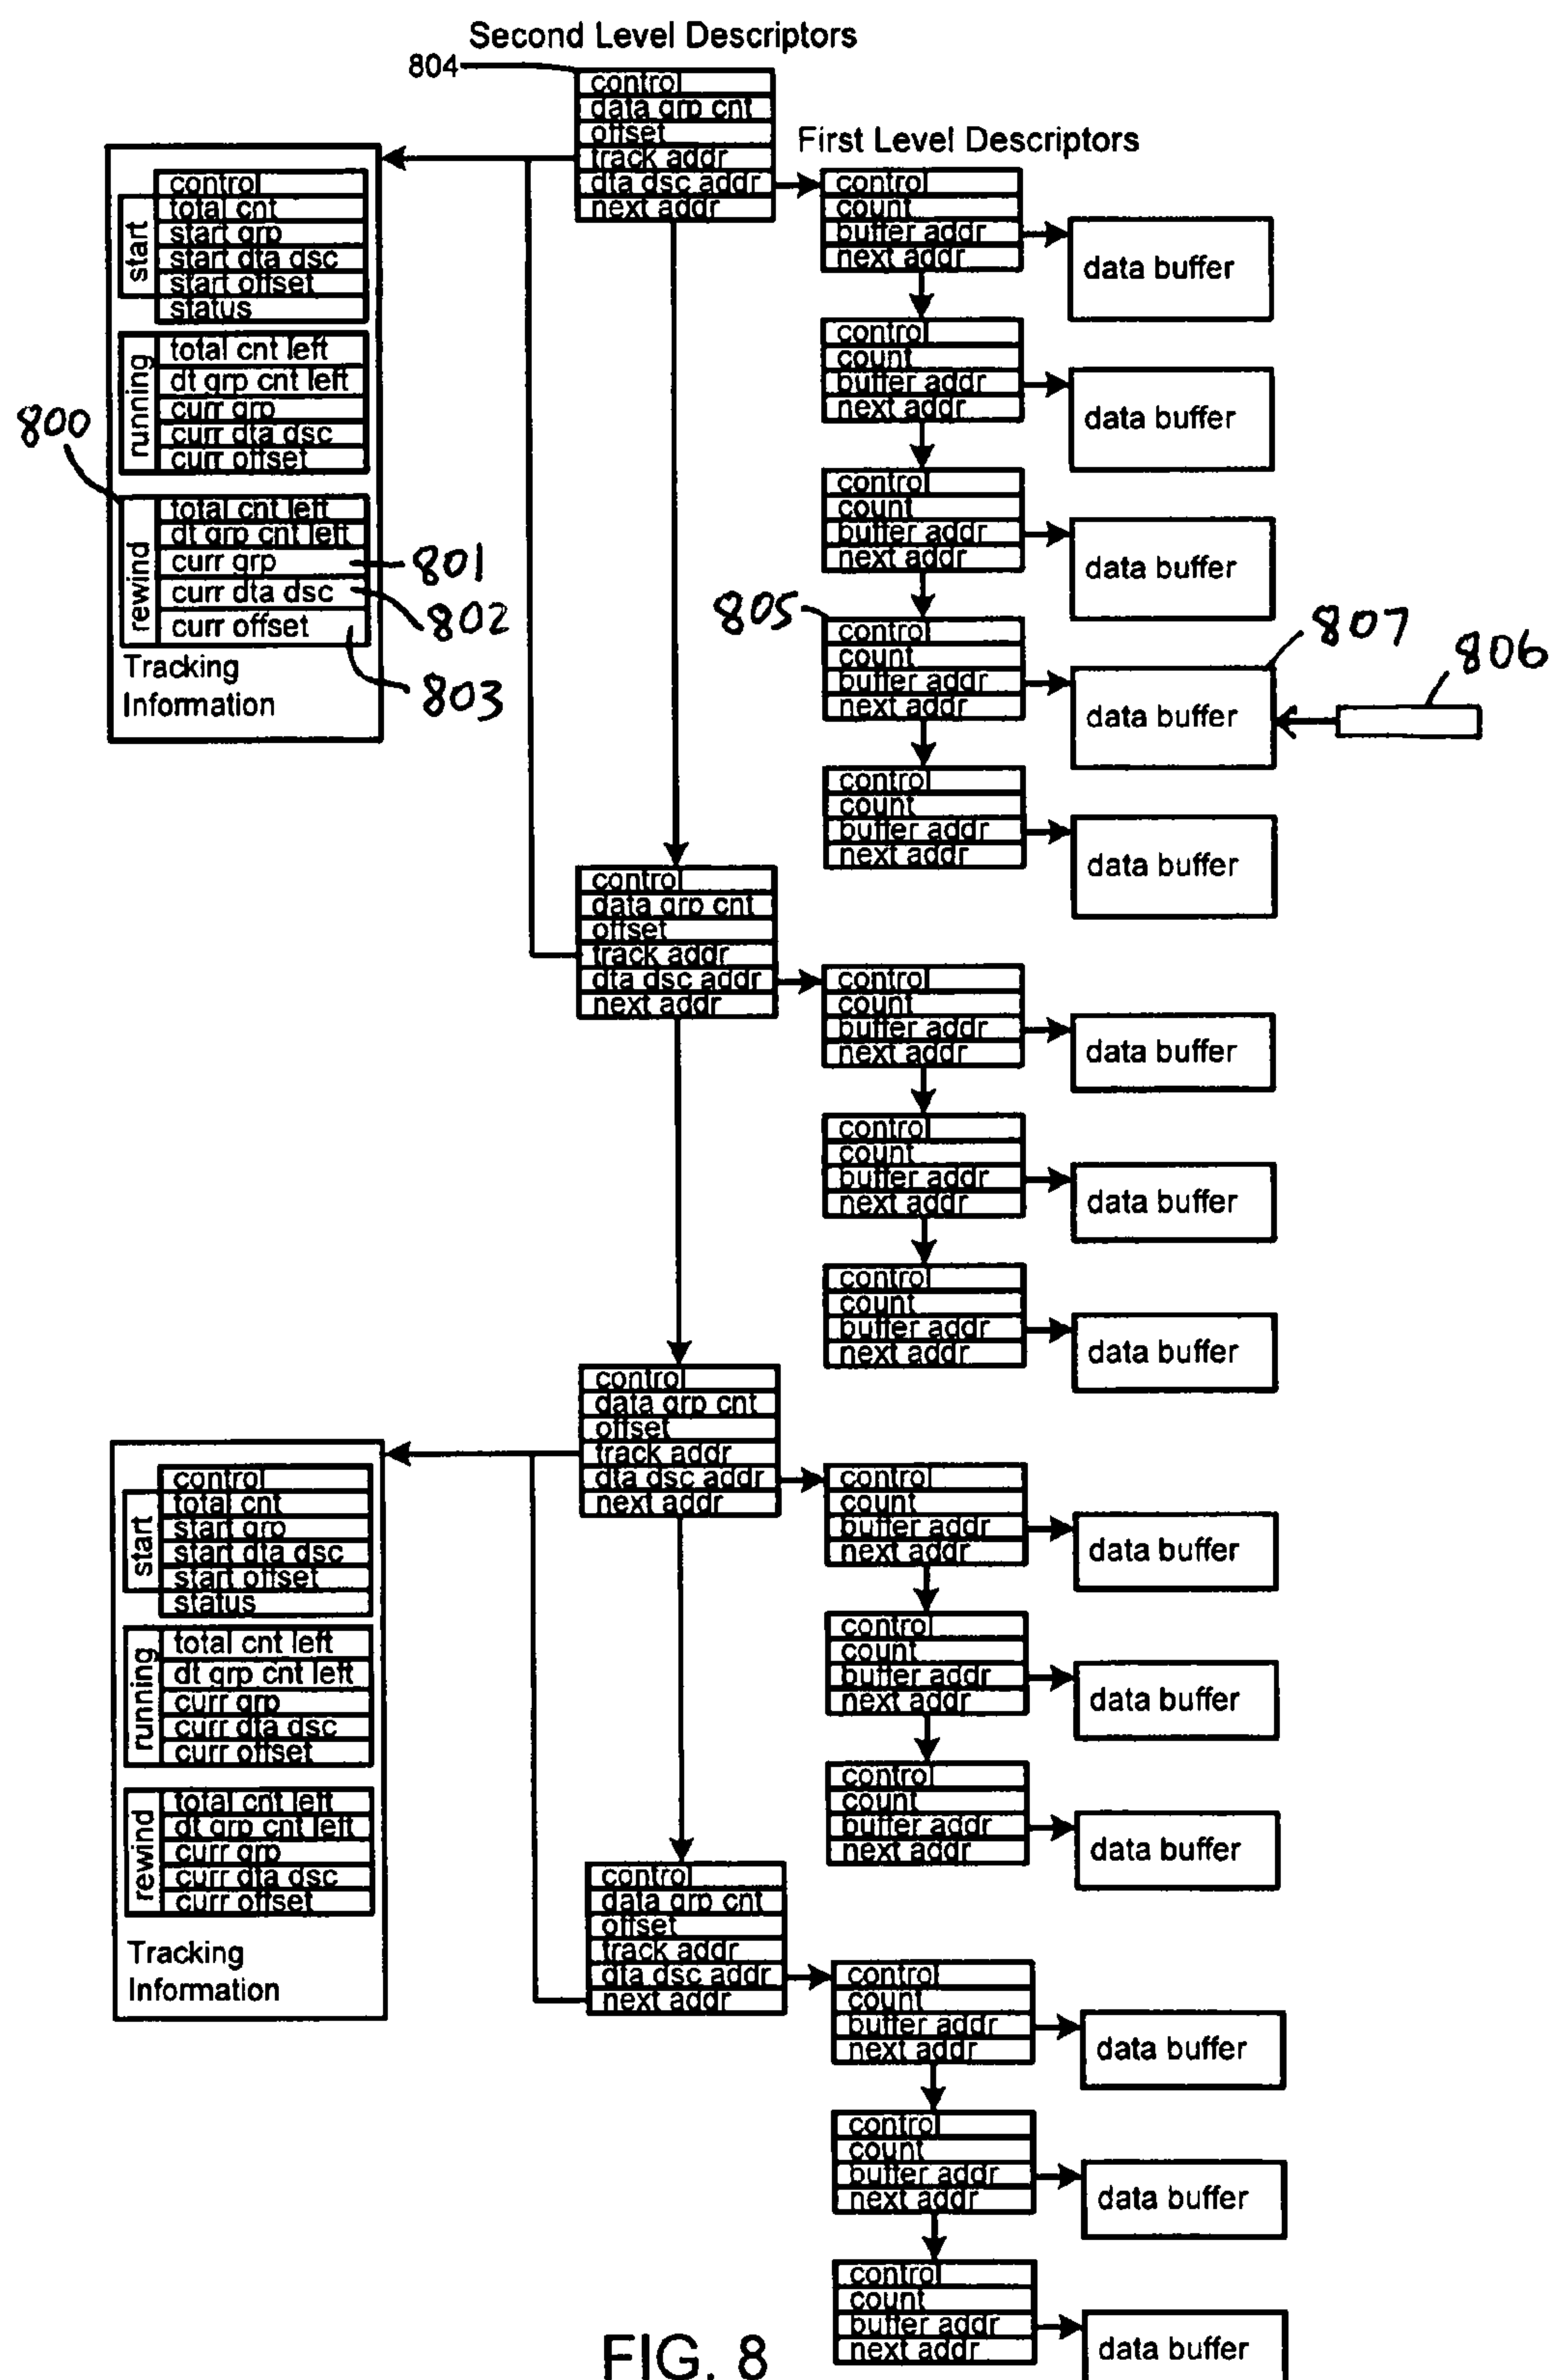 Second Level Descriptors
804
control
data grp cnt
offset
track addr
dta dsc addr
next addr
First Level Descriptors
control
count
buffer addr
next addr
data buffer
control
count
buffer addr
next addr
data buffer
control
count
buffer addr
next addr
data buffer
805
control
count
buffer addr
next addr
data buffer
807
806
control
count
buffer addr
next addr
data buffer
start
control
total cnt
start grp
start dta dsc
start offset
status
running
total cnt left
dt grp cnt left
curr grp
curr dta dsc
curr offset
800
rewind
total cnt left
dt grp cnt left
curr grp
801
curr dta dsc
802
curr offset
803
Tracking
Information
control
data grp cnt
offset
track addr
dta dsc addr
next addr
control
count
buffer addr
next addr
data buffer
control
count
buffer addr
next addr
data buffer
control
count
buffer addr
next addr
data buffer
control
data grp cnt
offset
track addr
dta dsc addr
next addr
control
count
buffer addr
next addr
data buffer
control
count
buffer addr
next addr
data buffer
control
count
buffer addr
next addr
data buffer
start
control
total cnt
start grp
start dta dsc
start offset
status
running
total cnt left
dt grp cnt left
curr grp
curr dta dsc
curr offset
rewind
total cnt left
dt grp cnt left
curr grp
curr dta dsc
curr offset
Tracking
Information
control
data grp cnt
offset
track addr
dta dsc addr
next addr
control
count
buffer addr
next addr
data buffer
control
count
buffer addr
next addr
data buffer
control
count
buffer addr
next addr
data buffer
FIG. 8